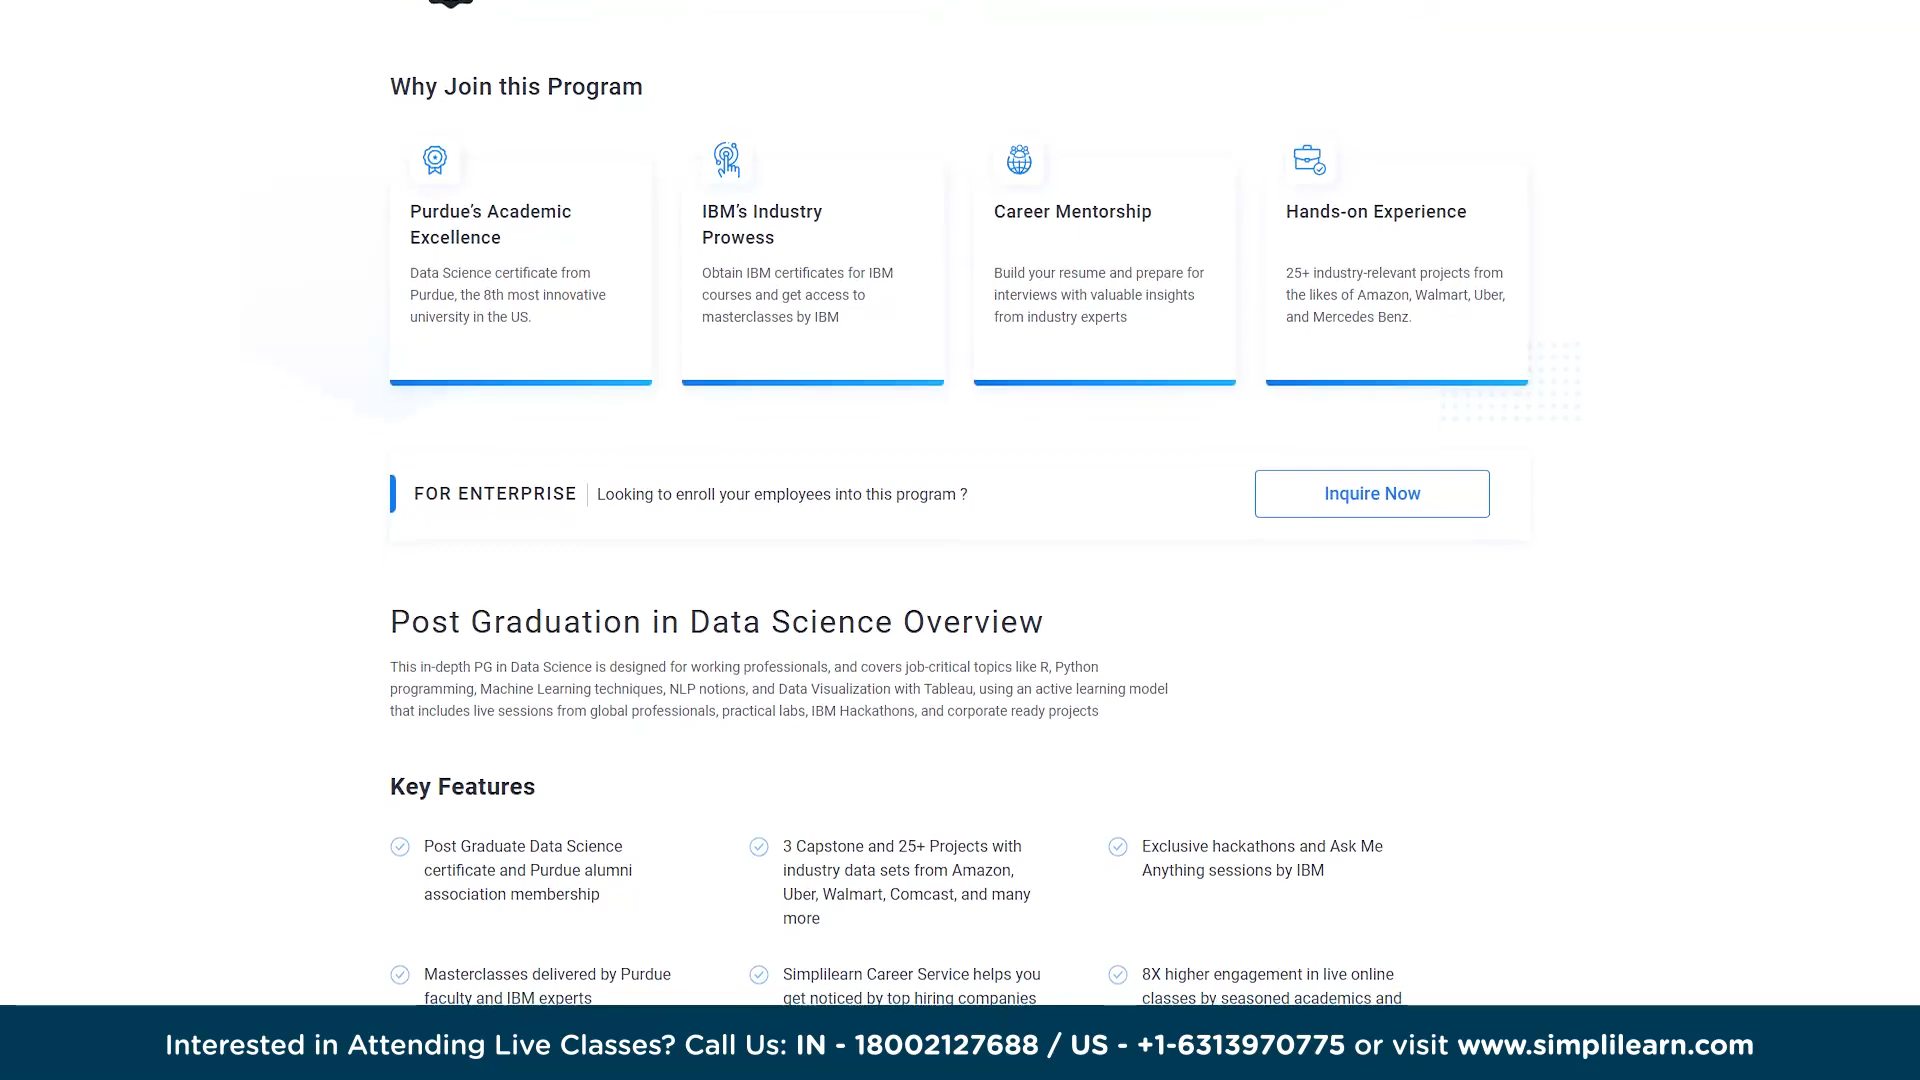 Why Join this Program
Purdue’s Academic
Excellence
Data Science certificate from
Purdue, the 8th most innovative
university in the US.
IBM’s Industry
Prowess
Obtain IBM certificates for IBM
courses and get access to
masterclasses by IBM
Career Mentorship
Build your resume and prepare for
interviews with valuable insights
from industry experts
Hands-on Experience
25+ industry-relevant projects from
the likes of Amazon, Walmart, Uber,
and Mercedes Benz.
FOR ENTERPRISE Looking to enroll your employees into this program ?
Inquire Now
Post Graduation in Data Science Overview
This in-depth PG in Data Science is designed for working professionals, and covers job-critical topics like R, Python
programming, Machine Learning techniques, NLP notions, and Data Visualization with Tableau, using an active learning model
that includes live sessions from global professionals, practical labs, IBM Hackathons, and corporate ready projects
Key Features
Post Graduate Data Science
certificate and Purdue alumni
association membership
3 Capstone and 25+ Projects with
industry data sets from Amazon,
Uber, Walmart, Comcast, and many
more
Exclusive hackathons and Ask Me
Anything sessions by IBM
Masterclasses delivered by Purdue
faculty and IBM experts
Simplilearn Career Service helps you
get noticed by top hiring companies
8X higher engagement in live online
classes by seasoned academics and
Interested in Attending Live Classes? Call Us: IN - 18002127688 / US - +1-6313970775 or visit www.simplilearn.com